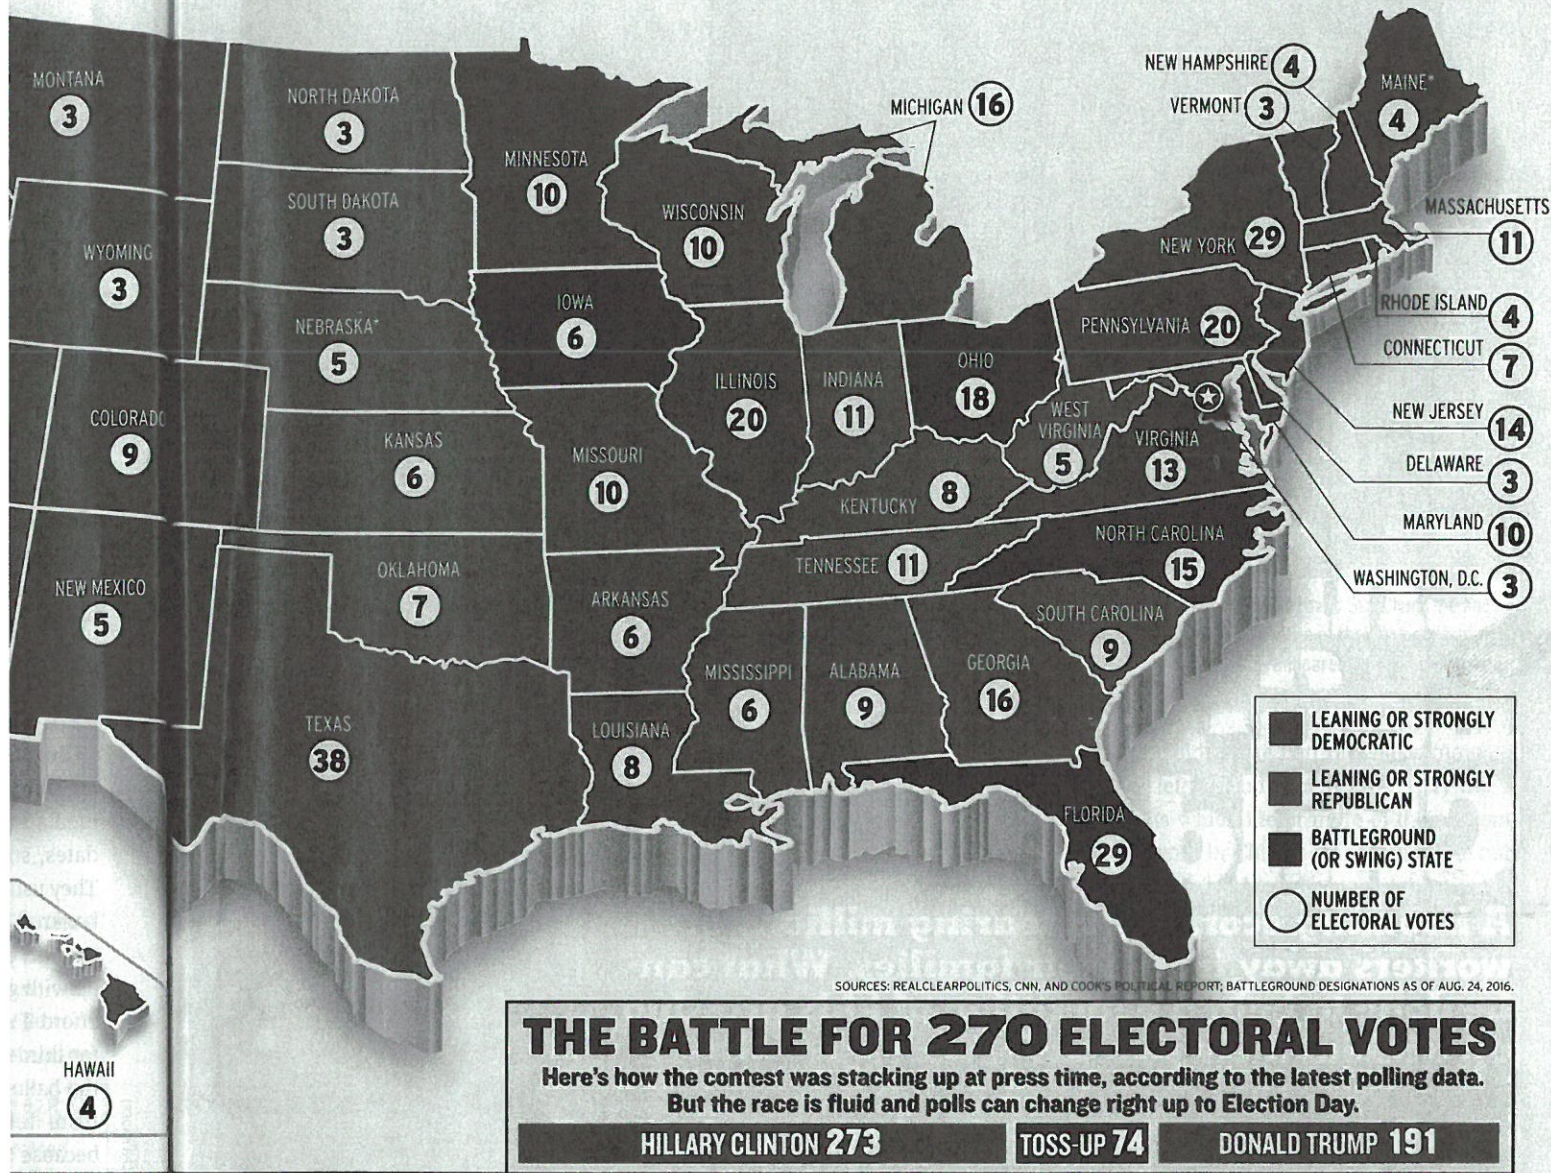 MONTANA
3
NORTH DAKOTA
3
MINNESOTA
10
SOUTH DAKOTA
3
WYOMING
3
WISCONSIN
10
MICHIGAN 16
NEW HAMPSHIRE 4
VERMONT 3
MAINE*
4
MASSACHUSETTS
11
NEW YORK 29
IOWA
6
NEBRASKA*
5
PENNSYLVANIA 20
RHODE ISLAND 4
CONNECTICUT
7
OHIO
18
ILLINOIS
20
INDIANA
11
COLORADO
9
KANSAS
6
MISSOURI
10
WEST
VIRGINIA
5
VIRGINIA
13
NEW JERSEY
14
DELAWARE
3
MARYLAND
10
WASHINGTON, D.C. 3
KENTUCKY 8
TENNESSEE 11
NORTH CAROLINA
15
NEW MEXICO
5
OKLAHOMA
7
ARKANSAS
6
SOUTH CAROLINA
9
MISSISSIPPI
6
ALABAMA
9
GEORGIA
16
TEXAS
38
LOUISIANA
8
FLORIDA
29
HAWAII
4
LEANING OR STRONGLY
DEMOCRATIC
LEANING OR STRONGLY
REPUBLICAN
BATTLEGROUND
(OR SWING) STATE
NUMBER OF
ELECTORAL VOTES
SOURCES: REALCLEARPOLITICS, CNN, AND COOK'S POLITICAL REPORT; BATTLEGROUND DESIGNATIONS AS OF AUG. 24, 2016.
THE BATTLE FOR 270 ELECTORAL VOTES
Here's how the contest was stacking up at press time, according to the latest polling data.
But the race is fluid and polls can change right up to Election Day.
HILLARY CLINTON 273
TOSS-UP 74
DONALD TRUMP 191